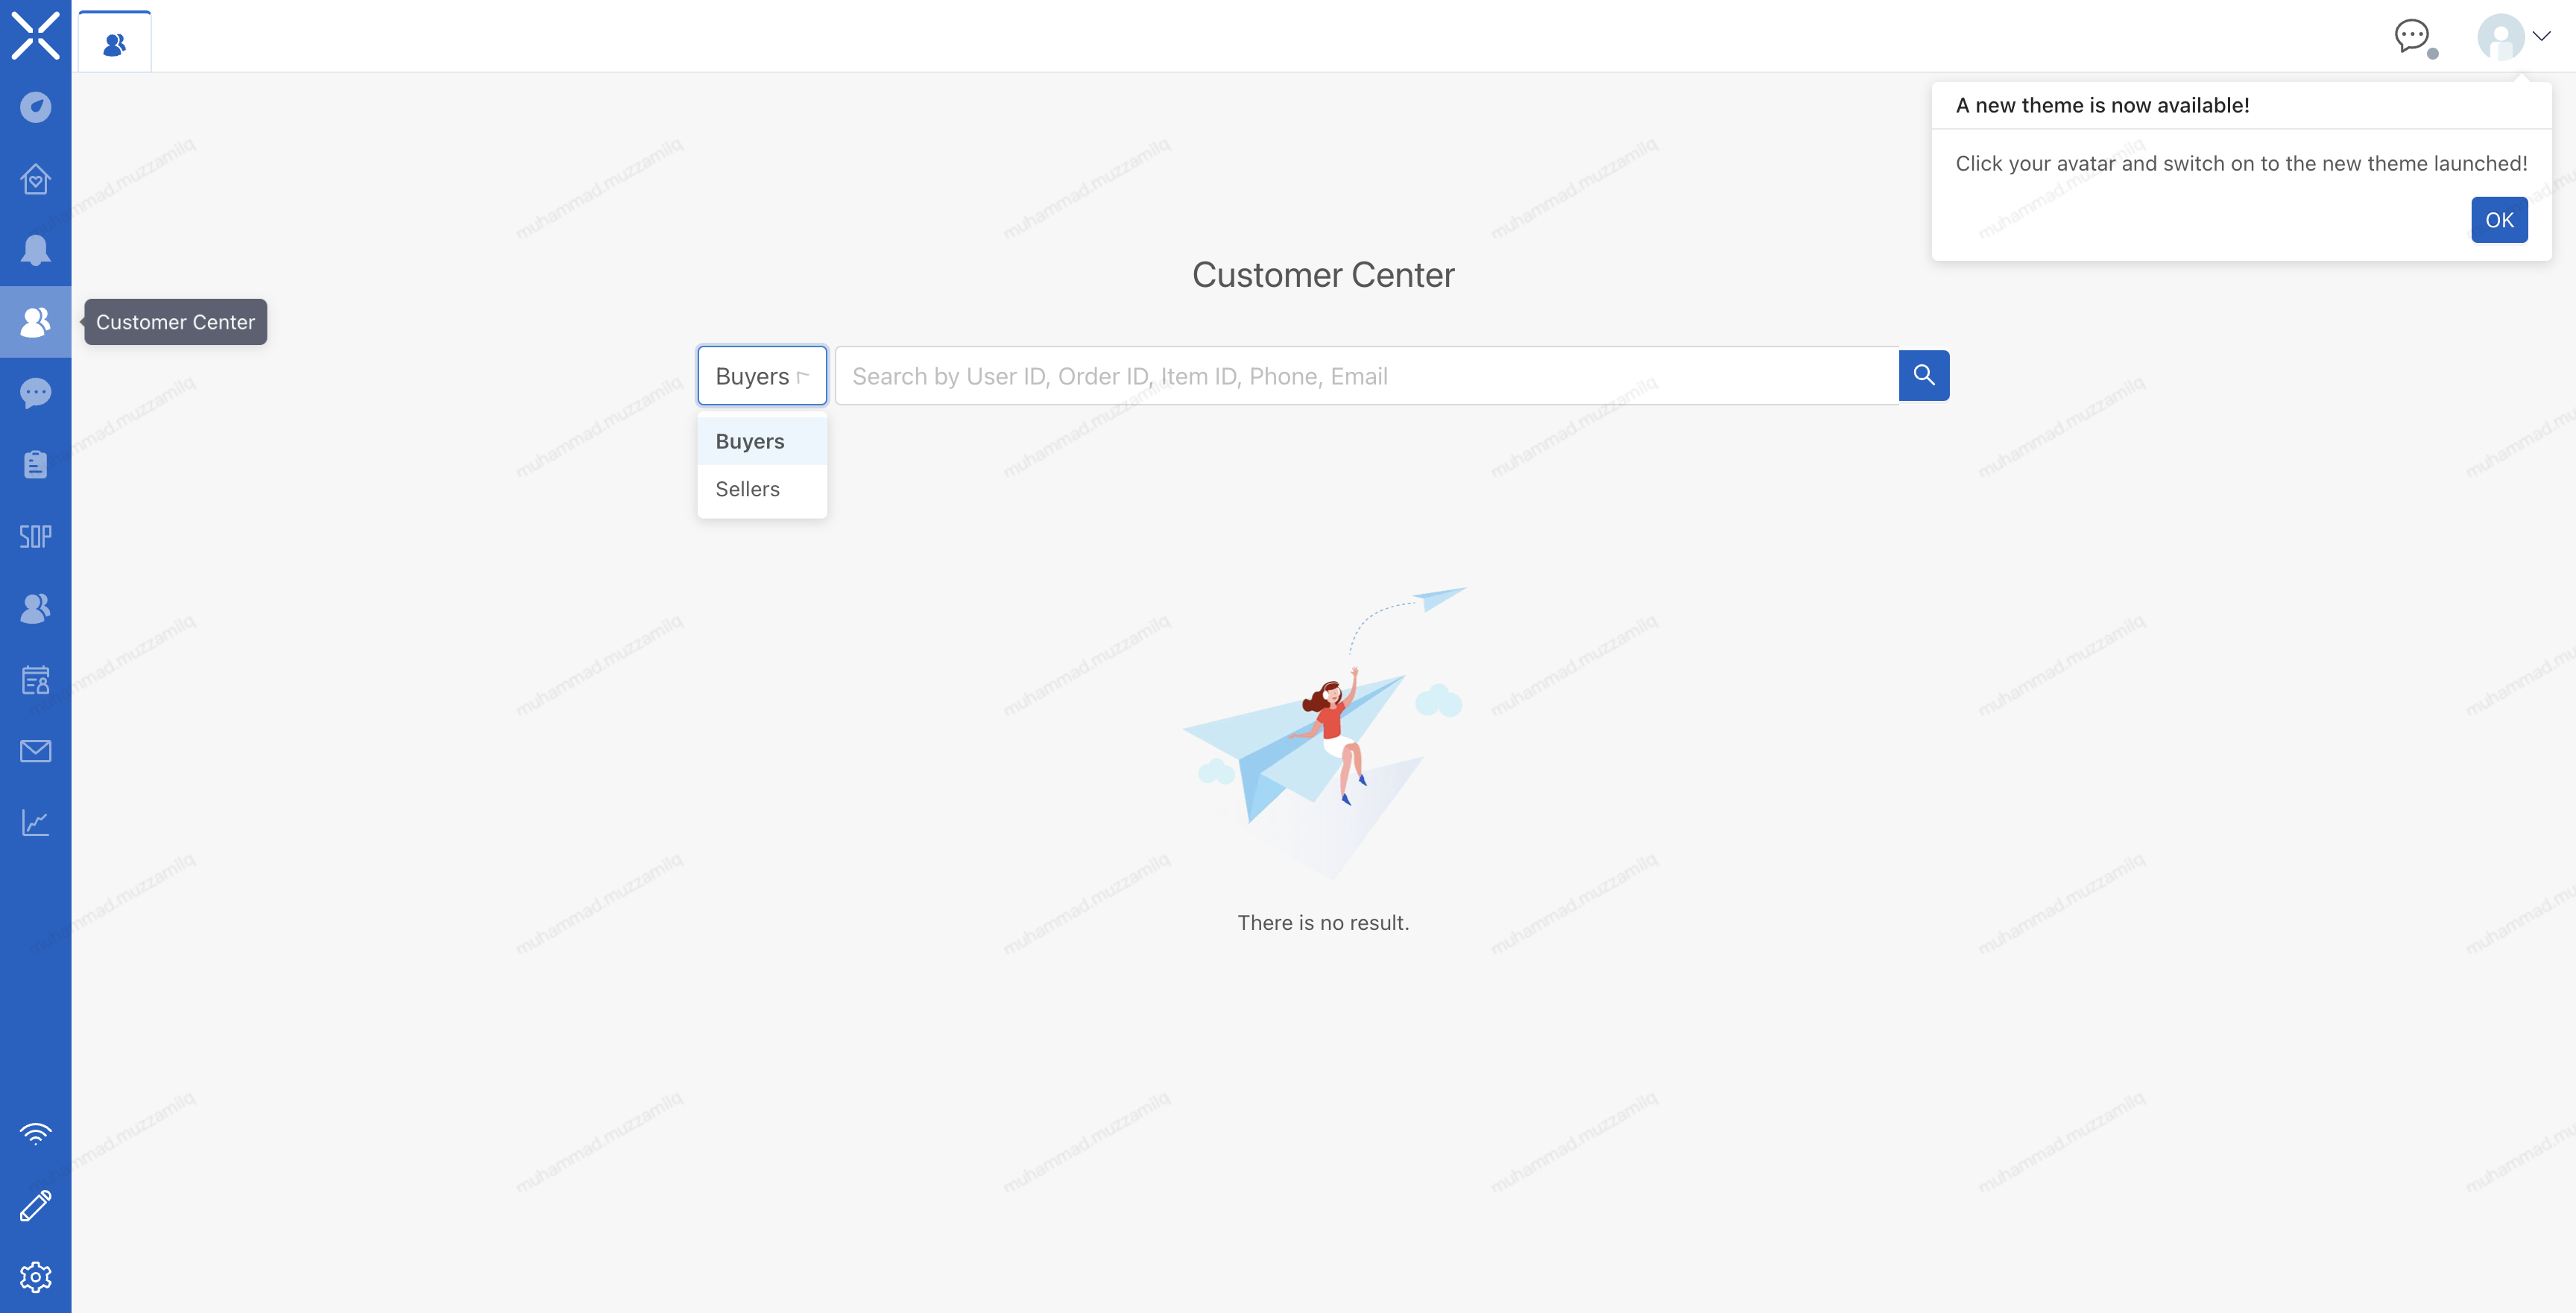 A new theme is now available!
Click your avatar and switch on to the new theme launched!
OK
Customer Center
Customer Center
Buyers
Search by User ID, Order ID, Item ID, Phone, Email
Buyers
Sellers
SOP
There is no result.
muhammad.muzzamilq